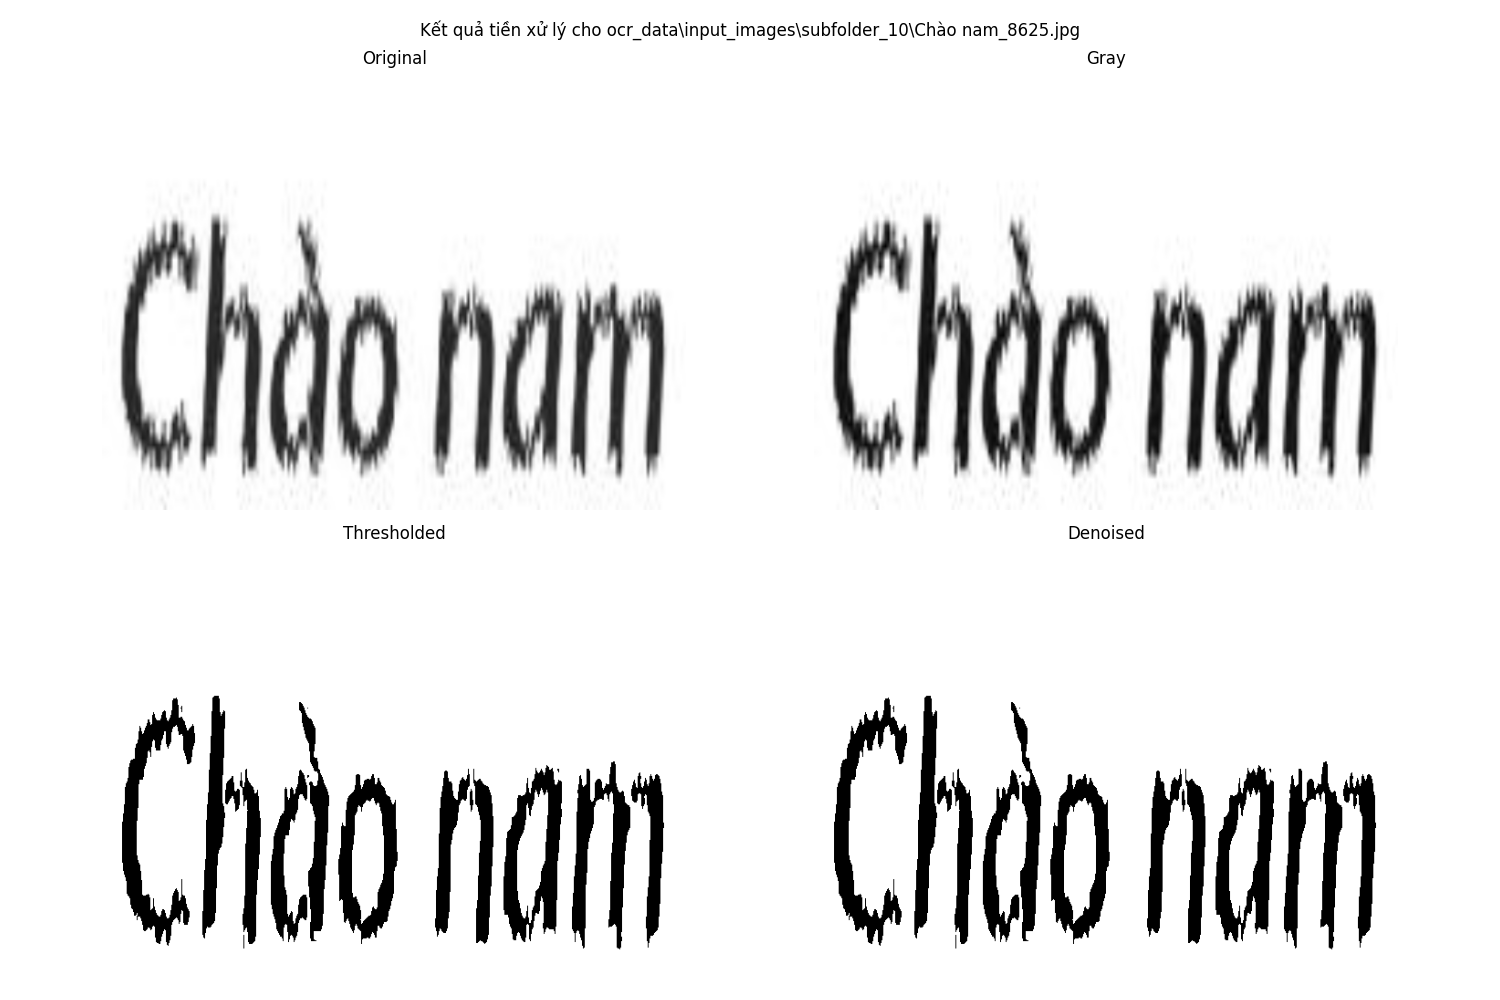 Kết quả tiền xử lý cho ocr_data\input_images\subfolder_10\Chào nam_8625.jpg
Original
Gray
Chào nam
Chào nam
Thresholded
Denoised
Chào nam
Chào nam